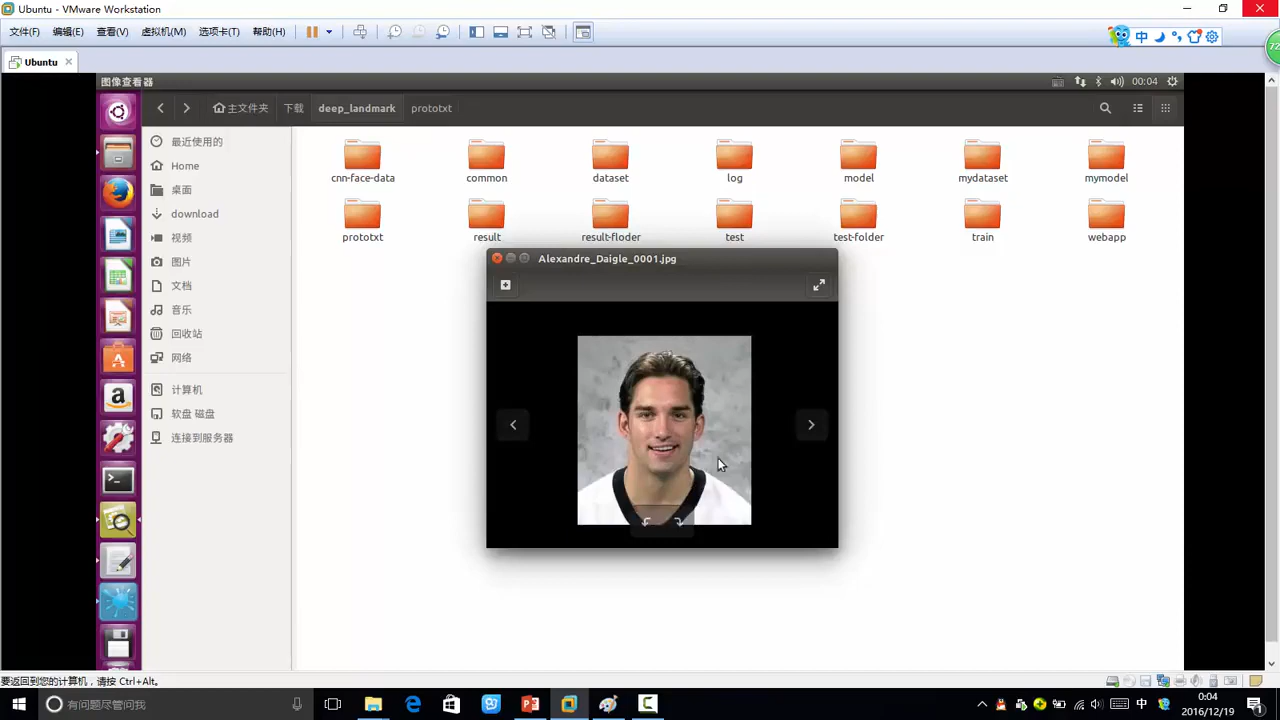 Ubuntu - VMware Workstation
文件(F) 编辑(E) 查看(V) 虚拟机(M) 选项卡(T) 帮助(H)
中
72
Ubuntu
图像查看器
00:04
主文件夹 下载 deep_landmark prototxt
最近使用的
Home
桌面
download
视频
图片
文档
音乐
回收站
网络
计算机
软盘 磁盘
连接到服务器
cnn-face-data common dataset log model mydataset mymodel
prototxt result result-floder test test-folder train webapp
Alexandre_Daigle_0001.jpg
要返回到您的计算机，请按 Ctrl+Alt。
有问题尽管问我
中
0:04
2016/12/19